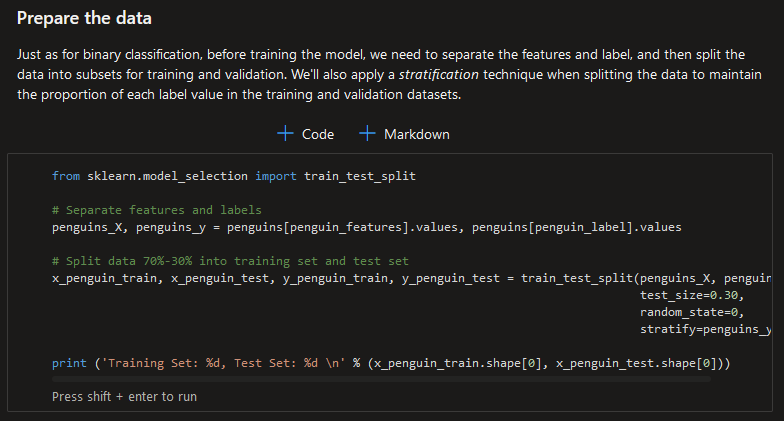 Prepare the data
Just as for binary classification, before training the model, we need to separate the features and label, and then split the
data into subsets for training and validation. We'll also apply a stratification technique when splitting the data to maintain
the proportion of each label value in the training and validation datasets.
+ Code + Markdown
from sklearn.model_selection import train_test_split
# Separate features and labels
penguins_X, penguins_y = penguins[penguin_features].values, penguins[penguin_label].values
# Split data 70%-30% into training set and test set
x_penguin_train, x_penguin_test, y_penguin_train, y_penguin_test = train_test_split(penguins_X, penguin
test_size=0.30,
random_state=0,
stratify=penguins_y
print ('Training Set: %d, Test Set: %d \n' % (x_penguin_train.shape[0], x_penguin_test.shape[0]))
Press shift + enter to run